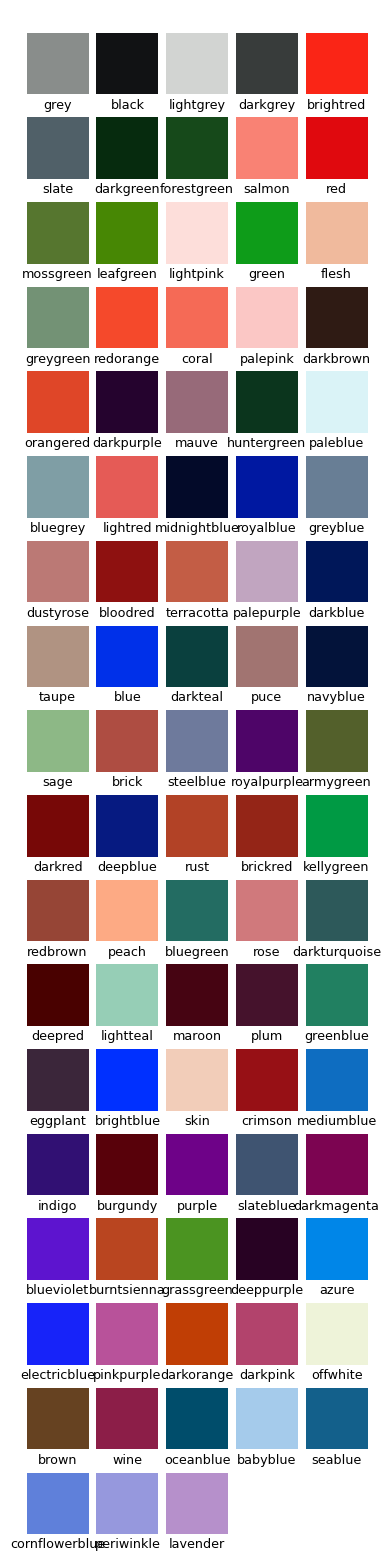 grey black lightgrey darkgrey brightred
slate darkgreen forestgreen salmon red
mossgreen leafgreen lightpink green flesh
greygreen redorange coral palepink darkbrown
orangered darkpurple mauve huntergreen paleblue
bluegrey lightred midnightblue royalblue greyblue
dustyrose bloodred terracotta palepurple darkblue
taupe blue darkteal puce navyblue
sage brick steelblue royalpurple armygreen
darkred deepblue rust brickred kellygreen
redbrown peach bluegreen rose darkturquoise
deepred lightteal maroon plum greenblue
eggplant brightblue skin crimson mediumblue
indigo burgundy purple slateblue darkmagenta
blueviolet burntsienna grassgreen deeppurple azure
electricblue pinkpurple darkorange darkpink offwhite
brown wine oceanblue babyblue seablue
cornflowerblue periwinkle lavender